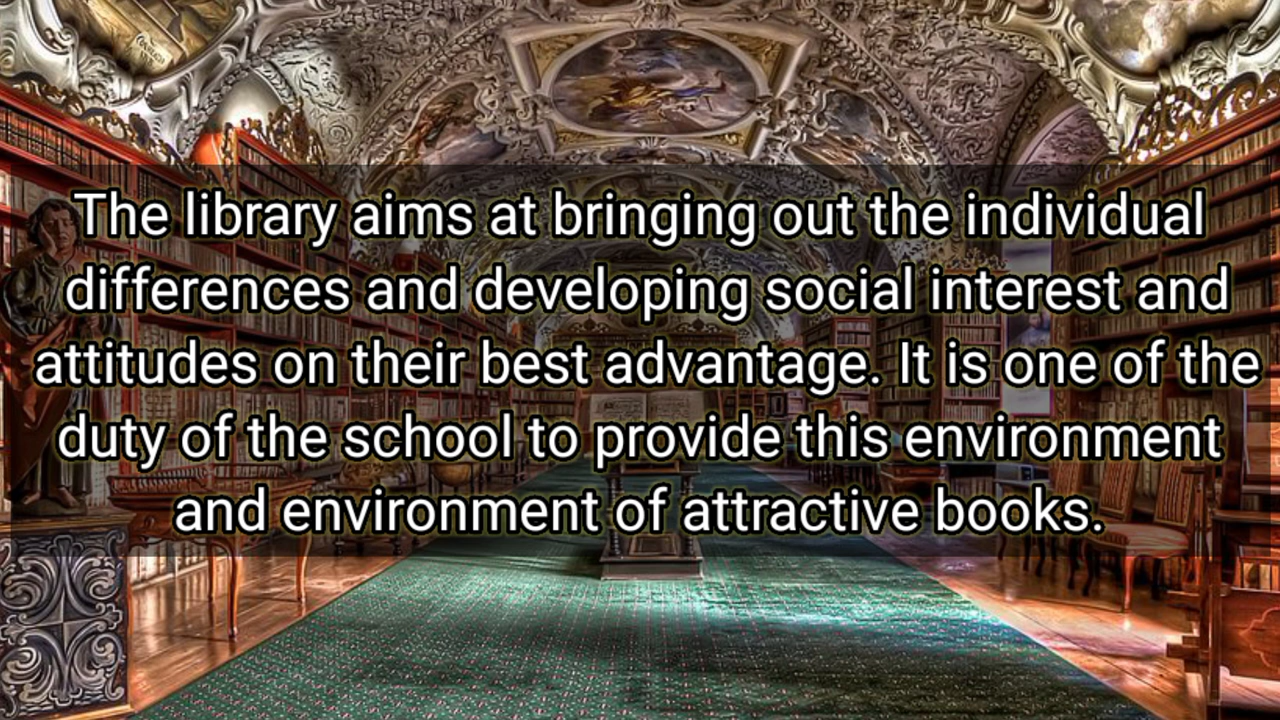 The library aims at bringing out the individual
differences and developing social interest and
attitudes on their best advantage. It is one of the
duty of the school to provide this environment
and environment of attractive books.